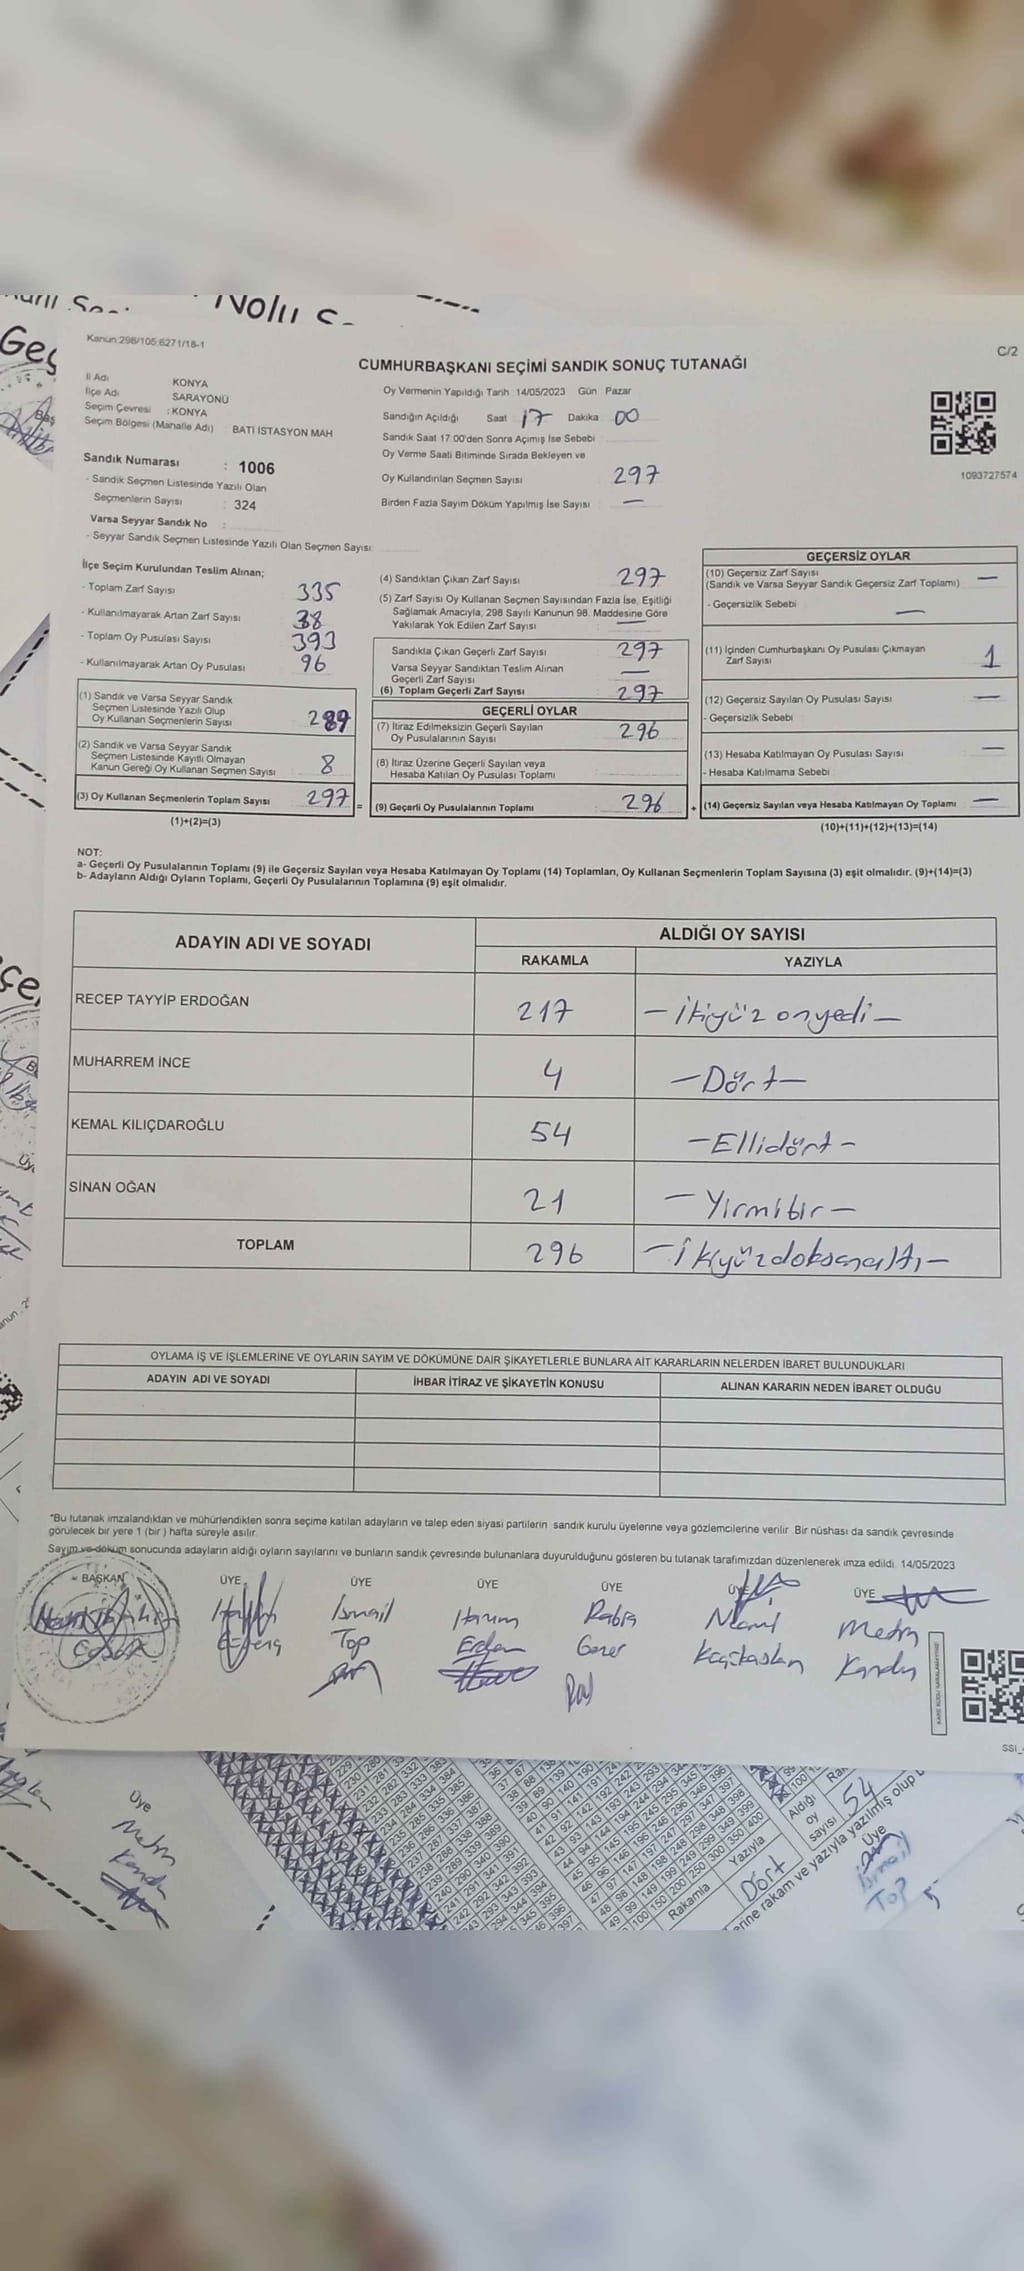 Nolu S
Geç
Kanun:298/105:6271/18-1
C/2
CUMHURBAŞKANI SEÇİMİ SANDIK SONUÇ TUTANAĞI
İl Adı KONYA
İlçe Adı SARAYÖNÜ
Seçim Çevresi : KONYA
Seçim Bölgesi (Mahalle Adı) BATI İSTASYON MAH
Oy Vermenin Yapıldığı Tarih 14/05/2023 Gün Pazar
Sandığın Açıldığı Saat 17 Dakika 00
Sandık Saat 17:00'den Sonra Açımış İse Sebebi
Oy Verme Saati Bitiminde Sırada Bekleyen ve
Oy Kullandırılan Seçmen Sayısı 297
Birden Fazla Sayım Döküm Yapılmış İse Sayısı —
1093727574
Sandık Numarası : 1006
- Sandık Seçmen Listesinde Yazılı Olan
Seçmenlerin Sayısı : 324
Varsa Seyyar Sandık No :
- Seyyar Sandık Seçmen Listesinde Yazılı Olan Seçmen Sayısı:
İlçe Seçim Kurulundan Teslim Alınan;
- Toplam Zarf Sayısı 335
- Kullanılmayarak Artan Zarf Sayısı 38
- Toplam Oy Pusulası Sayısı 393
- Kullanılmayarak Artan Oy Pusulası 96
(1) Sandık ve Varsa Seyyar Sandık
Seçmen Listesinde Yazılı Olup
Oy Kullanan Seçmenlerin Sayısı 289
(2) Sandık ve Varsa Seyyar Sandık
Seçmen Listesinde Kayıtlı Olmayan
Kanun Gereği Oy Kullanan Seçmen Sayısı 8
(3) Oy Kullanan Seçmenlerin Toplam Sayısı 297
(1)+(2)=(3)
=
(4) Sandıktan Çıkan Zarf Sayısı 297
(5) Zarf Sayısı Oy Kullanan Seçmen Sayısından Fazla İse, Eşitliği
Sağlamak Amacıyla, 298 Sayılı Kanunun 98. Maddesine Göre
Yakılarak Yok Edilen Zarf Sayısı —
Sandıkta Çıkan Geçerli Zarf Sayısı 297
Varsa Seyyar Sandıktan Teslim Alınan
Geçerli Zarf Sayısı —
(6) Toplam Geçerli Zarf Sayısı 297
GEÇERLİ OYLAR
(7) İtiraz Edilmeksizin Geçerli Sayılan
Oy Pusulalarının Sayısı 296
(8) İtiraz Üzerine Geçerli Sayılan veya
Hesaba Katılan Oy Pusulası Toplamı
(9) Geçerli Oy Pusulalarının Toplamı 296
+
GEÇERSİZ OYLAR
(10) Geçersiz Zarf Sayısı —
(Sandık ve Varsa Seyyar Sandık Geçersiz Zarf Toplamı)
- Geçersizlik Sebebi —
(11) İçinden Cumhurbaşkanı Oy Pusulası Çıkmayan
Zarf Sayısı 1
(12) Geçersiz Sayılan Oy Pusulası Sayısı —
- Geçersizlik Sebebi
(13) Hesaba Katılmayan Oy Pusulası Sayısı —
- Hesaba Katılmama Sebebi
(14) Geçersiz Sayılan veya Hesaba Katılmayan Oy Toplamı —
(10)+(11)+(12)+(13)=(14)
NOT:
a- Geçerli Oy Pusulalarının Toplamı (9) ile Geçersiz Sayılan veya Hesaba Katılmayan Oy Toplamı (14) Toplamları, Oy Kullanan Seçmenlerin Toplam Sayısına (3) eşit olmalıdır. (9)+(14)=(3)
b- Adayların Aldığı Oyların Toplamı, Geçerli Oy Pusulalarının Toplamına (9) eşit olmalıdır.
ADAYIN ADI VE SOYADI
ALDIĞI OY SAYISI
RAKAMLA YAZIYLA
RECEP TAYYİP ERDOĞAN 217 — İkiyüz onyedi —
MUHARREM İNCE 4 — Dört —
KEMAL KILIÇDAROĞLU 54 — Ellidört —
SİNAN OĞAN 21 — Yirmibir —
TOPLAM 296 — İkiyüzdoksanaltı —
OYLAMA İŞ VE İŞLEMLERİNE VE OYLARIN SAYIM VE DÖKÜMÜNE DAİR ŞİKAYETLERLE BUNLARA AİT KARARLARIN NELERDEN İBARET BULUNDUKLARI
ADAYIN ADI VE SOYADI İHBAR İTİRAZ VE ŞİKAYETİN KONUSU ALINAN KARARIN NEDEN İBARET OLDUĞU
*Bu tutanak imzalandıktan ve mühürlendikten sonra seçime katılan adayların ve talep eden siyasi partilerin sandık kurulu üyelerine veya gözlemcilerine verilir. Bir nüshası da sandık çevresinde
görülecek bir yere 1 (bir) hafta süreyle asılır.
Sayım ve döküm sonucunda adayların aldığı oyların sayılarını ve bunların sandık çevresinde bulunanlara duyurulduğunu gösteren bu tutanak tarafımızdan düzenlenerek imza edildi. 14/05/2023
BAŞKAN ÜYE ÜYE ÜYE ÜYE ÜYE ÜYE
İsmail Harun Rabia Metin
Top
Üye
Metin
Dört
Yazıyla
Rakamla
Aldığı
oy
sayısı 54
Üye
İsmail
Top
erine rakam ve yazıyla yazılmış olup